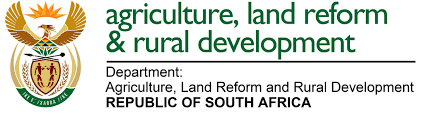 agriculture, land reform
& rural development
Department:
Agriculture, Land Reform and Rural Development
REPUBLIC OF SOUTH AFRICA